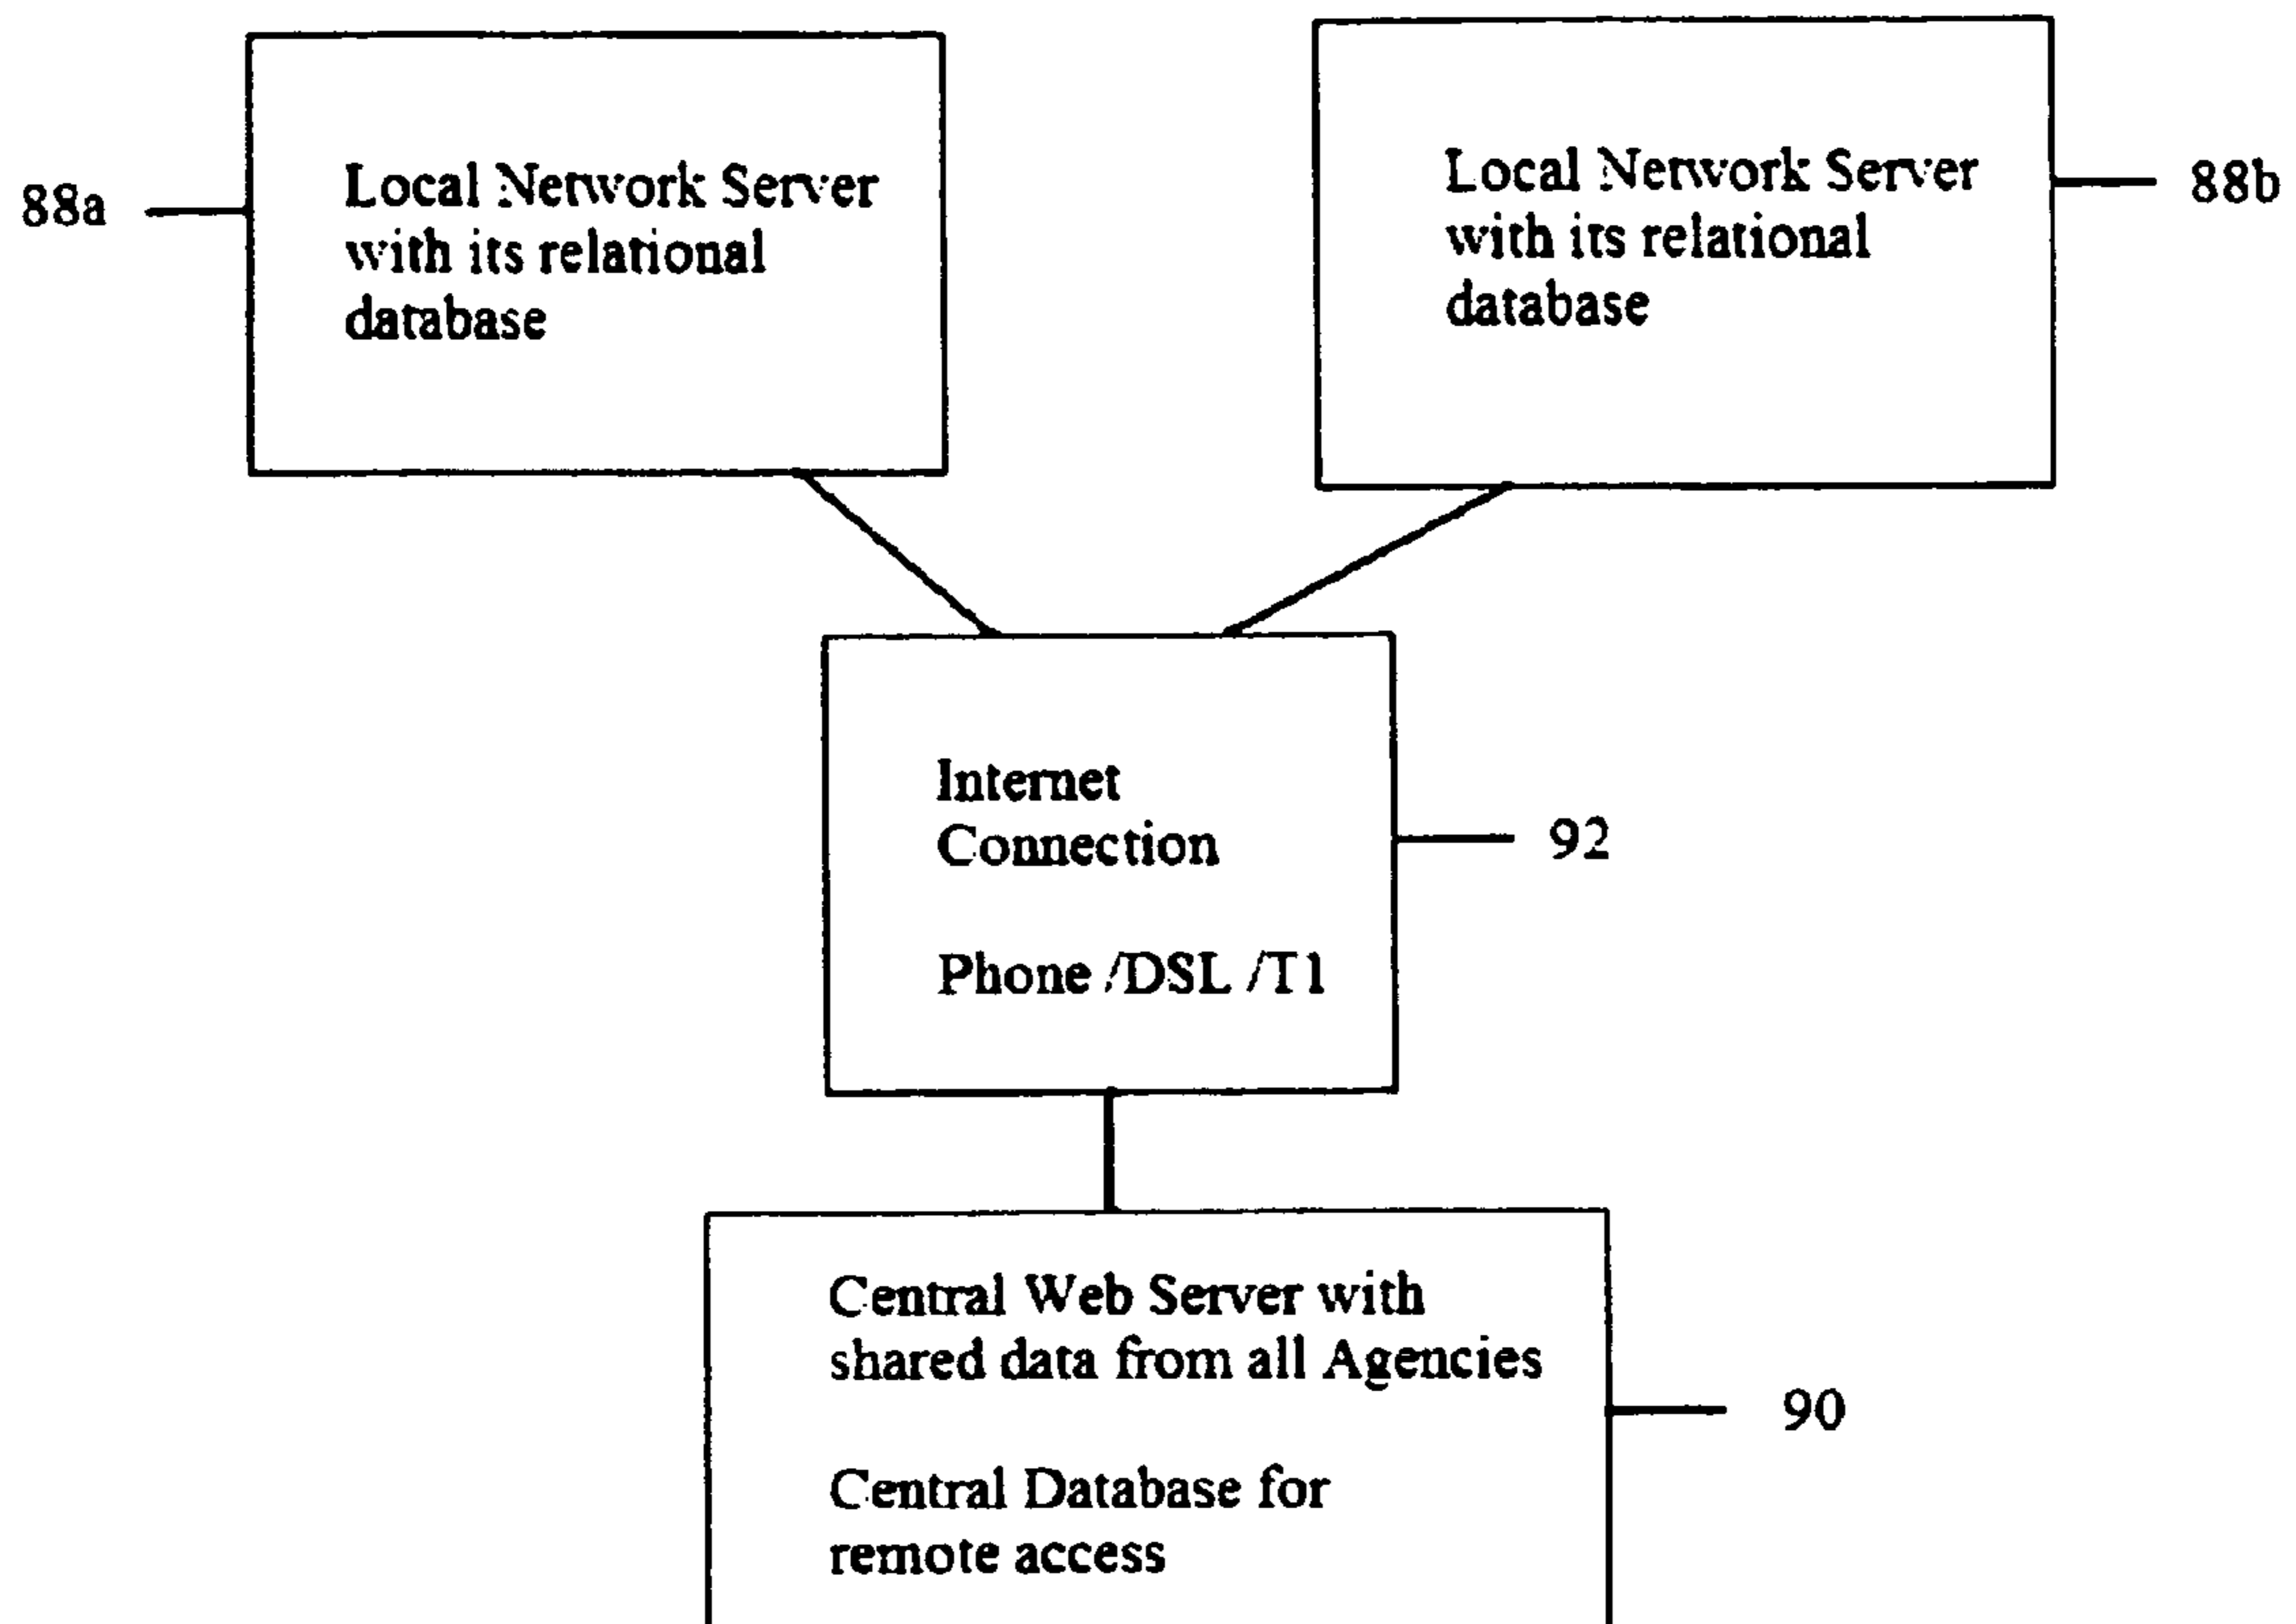 88a
Local Network Server
with its relational
database
Local Network Server
with its relational
database
88b
Internet
Connection
Phone /DSL /T1
92
Central Web Server with
shared data from all Agencies
Central Database for
remote access
90